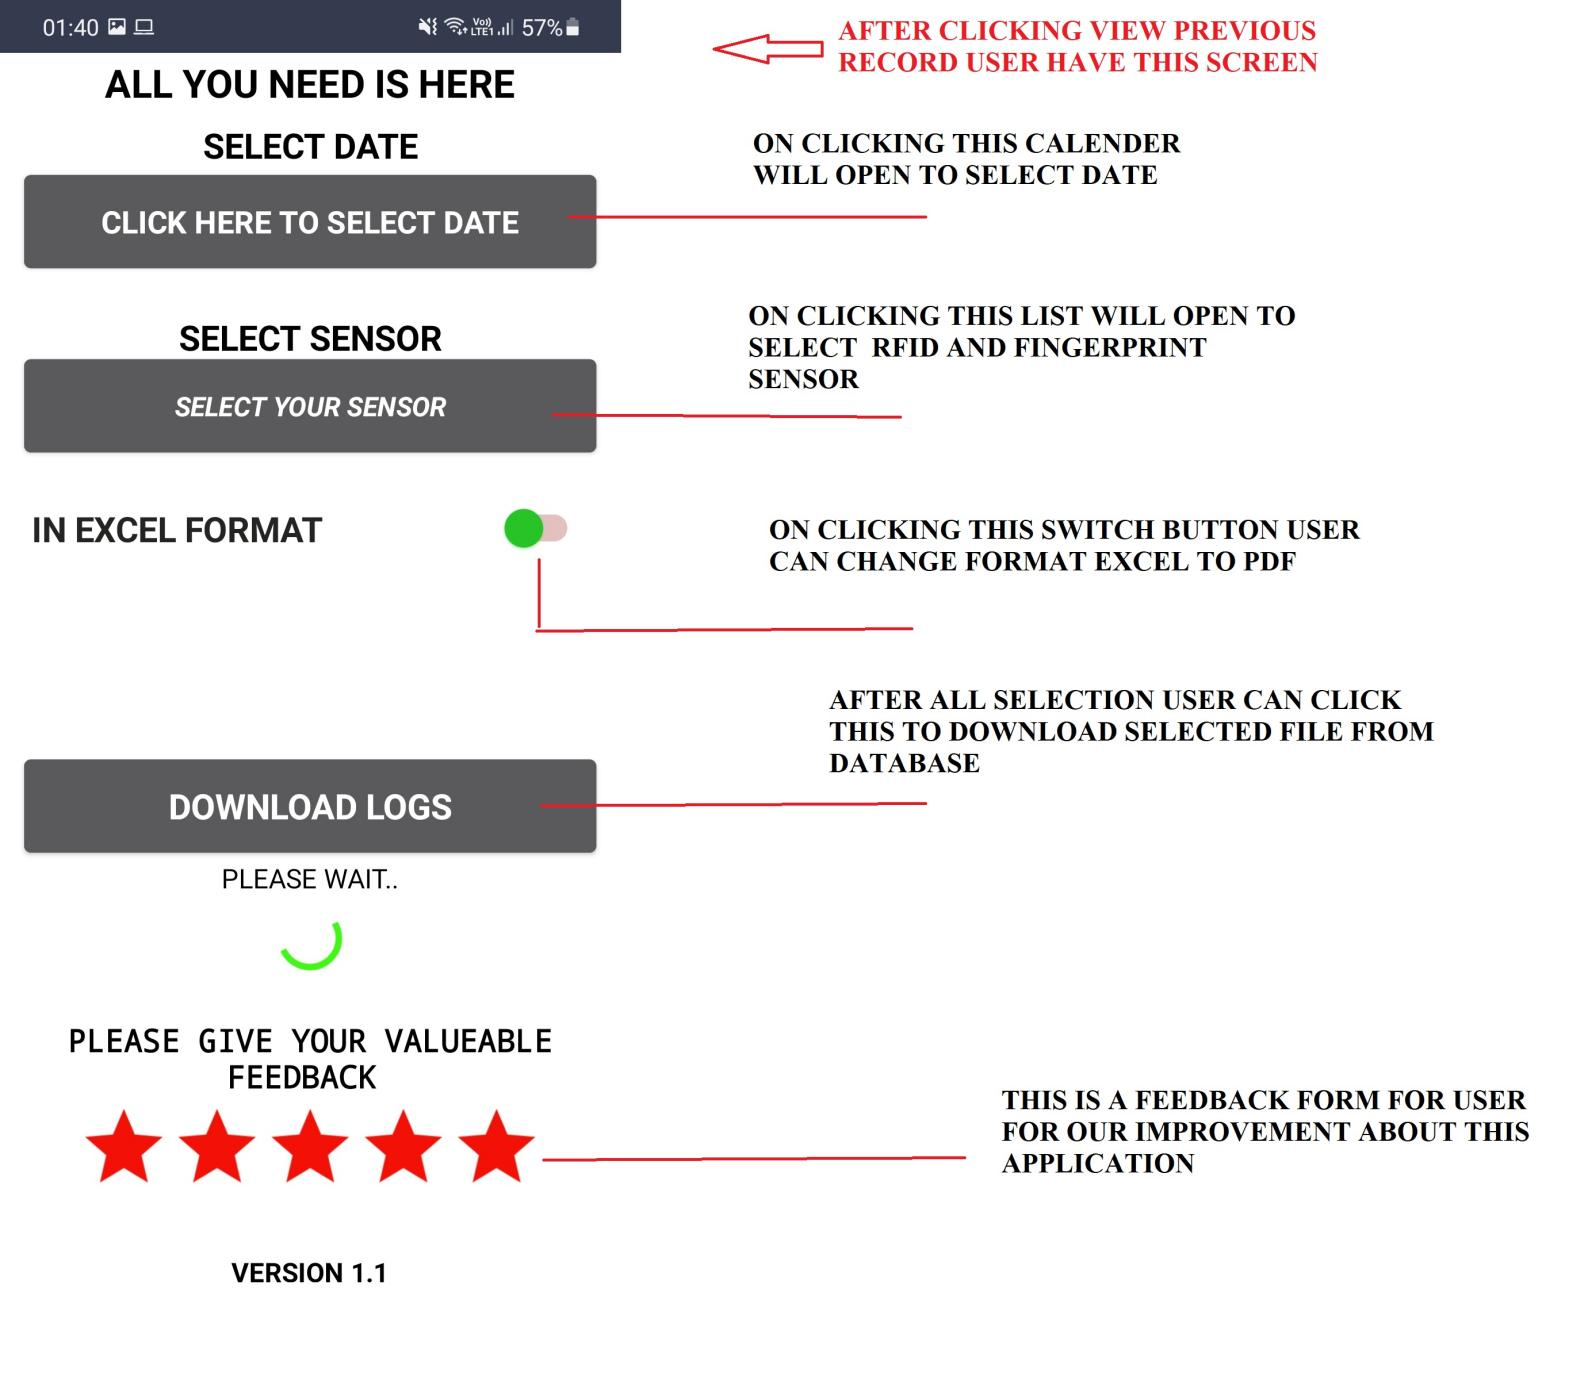 01:40 Vo)) LTE1 57%
AFTER CLICKING VIEW PREVIOUS
RECORD USER HAVE THIS SCREEN
ALL YOU NEED IS HERE
SELECT DATE
ON CLICKING THIS CALENDER
WILL OPEN TO SELECT DATE
CLICK HERE TO SELECT DATE
ON CLICKING THIS LIST WILL OPEN TO
SELECT RFID AND FINGERPRINT
SENSOR
SELECT SENSOR
SELECT YOUR SENSOR
IN EXCEL FORMAT
ON CLICKING THIS SWITCH BUTTON USER
CAN CHANGE FORMAT EXCEL TO PDF
AFTER ALL SELECTION USER CAN CLICK
THIS TO DOWNLOAD SELECTED FILE FROM
DATABASE
DOWNLOAD LOGS
PLEASE WAIT..
PLEASE GIVE YOUR VALUEABLE
FEEDBACK
THIS IS A FEEDBACK FORM FOR USER
FOR OUR IMPROVEMENT ABOUT THIS
APPLICATION
VERSION 1.1